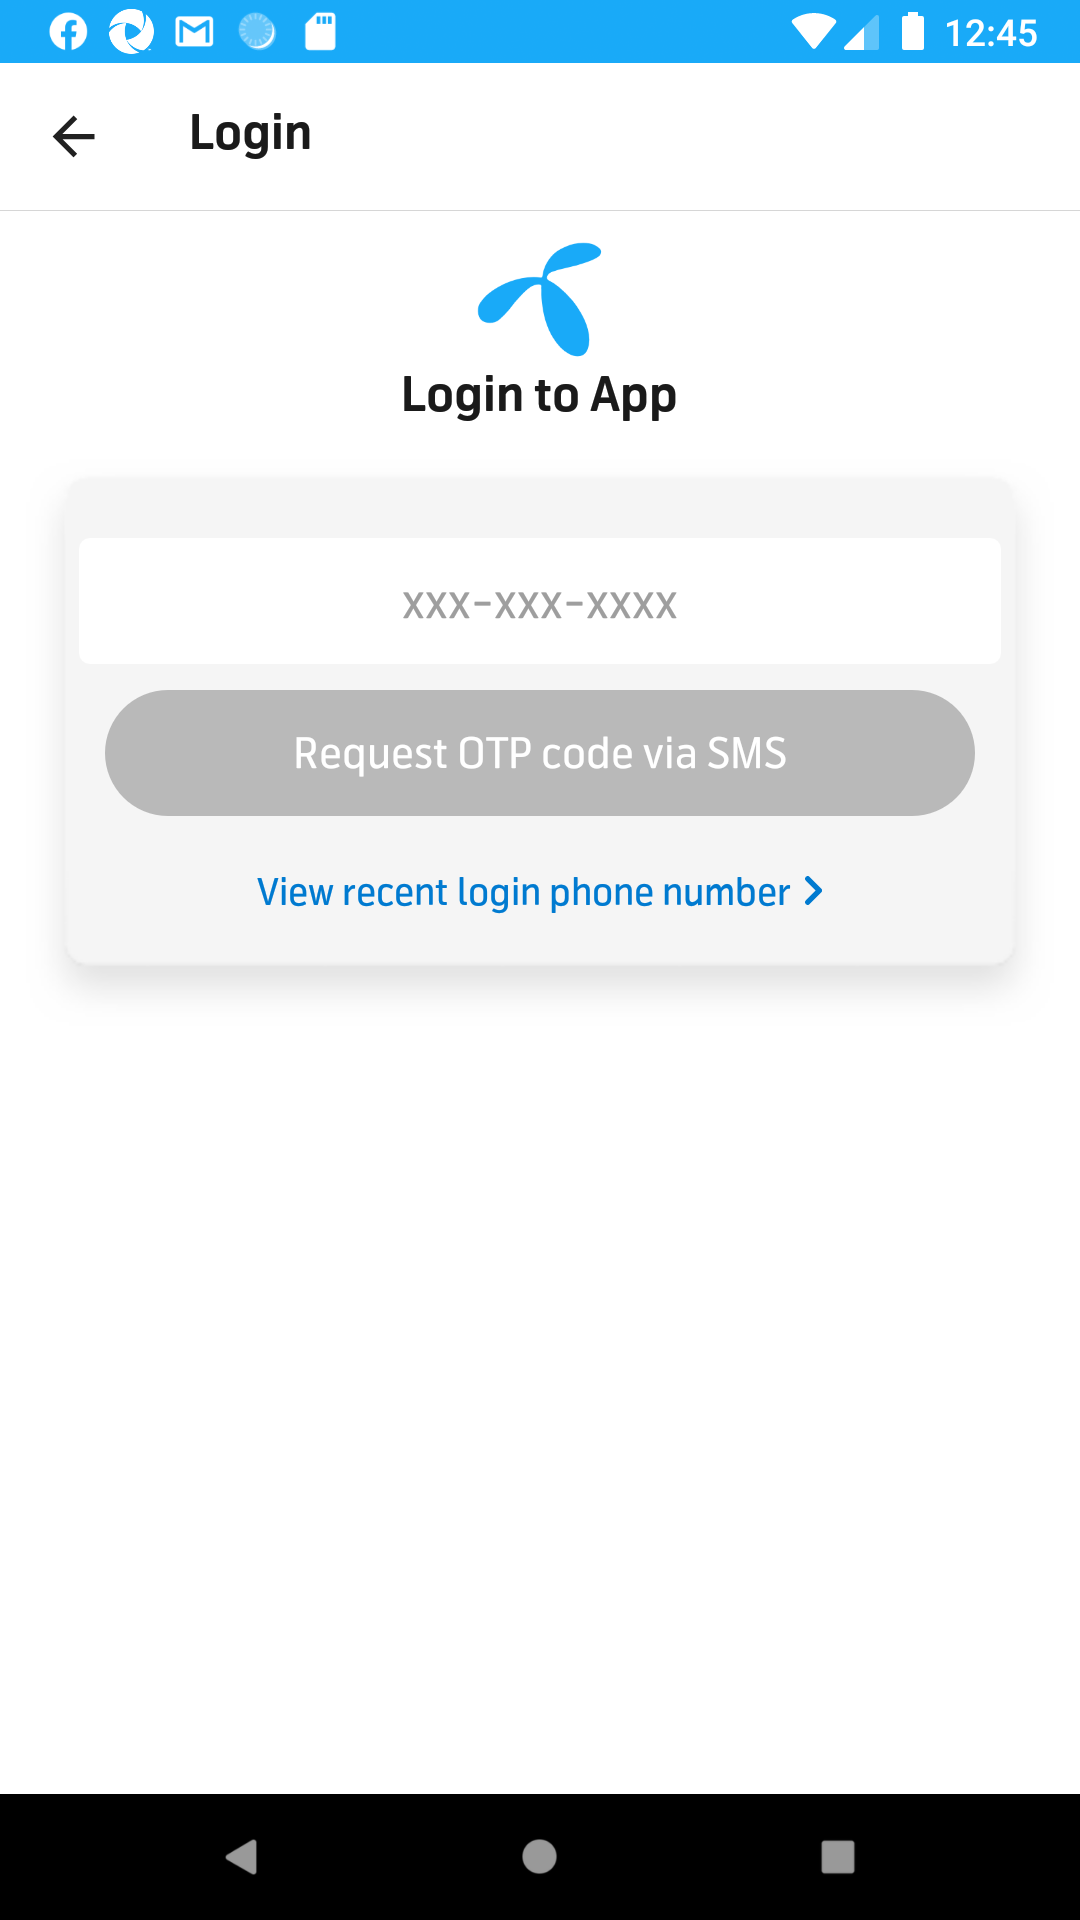 12:45
Login
Login to App
xxx-xxx-xxxx
Request OTP code via SMS
View recent login phone number